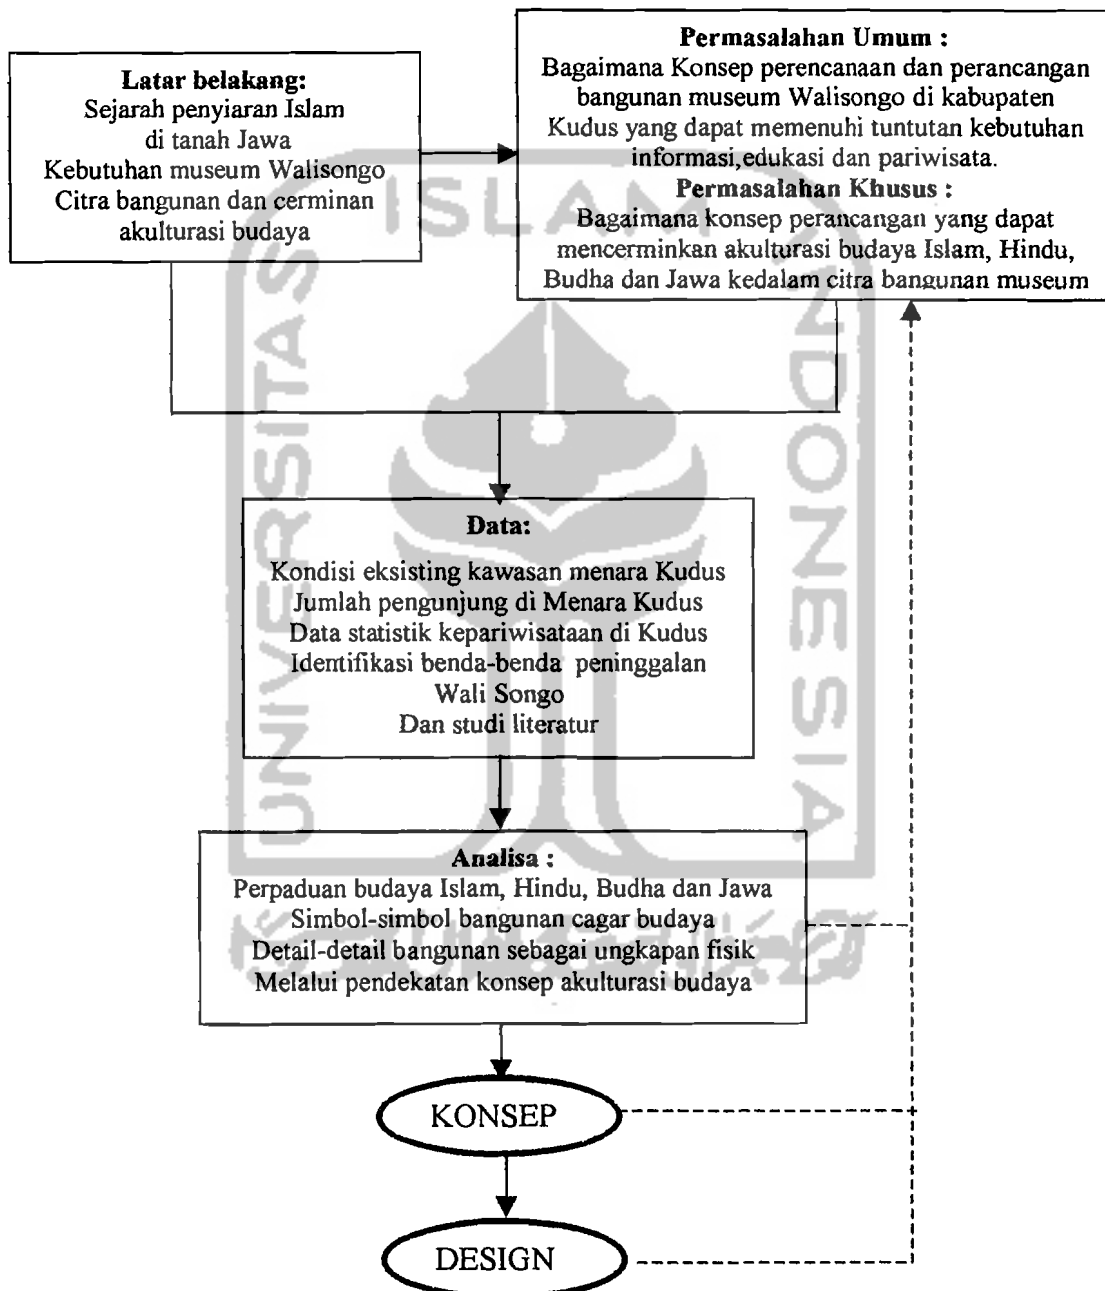 Latar belakang:
Sejarah penyiaran Islam
di tanah Jawa
Kebutuhan museum Walisongo
Citra bangunan dan cerminan
akulturasi budaya
Permasalahan Umum :
Bagaimana Konsep perencanaan dan perancangan
bangunan museum Walisongo di kabupaten
Kudus yang dapat memenuhi tuntutan kebutuhan
informasi,edukasi dan pariwisata.
Permasalahan Khusus :
Bagaimana konsep perancangan yang dapat
mencerminkan akulturasi budaya Islam, Hindu,
Budha dan Jawa kedalam citra bangunan museum
Data:
Kondisi eksisting kawasan menara Kudus
Jumlah pengunjung di Menara Kudus
Data statistik kepariwisataan di Kudus
Identifikasi benda-benda peninggalan
Wali Songo
Dan studi literatur
Analisa :
Perpaduan budaya Islam, Hindu, Budha dan Jawa
Simbol-simbol bangunan cagar budaya
Detail-detail bangunan sebagai ungkapan fisik
Melalui pendekatan konsep akulturasi budaya
KONSEP
DESIGN
UNIVERSITAS
ISLAM
INDONESIA